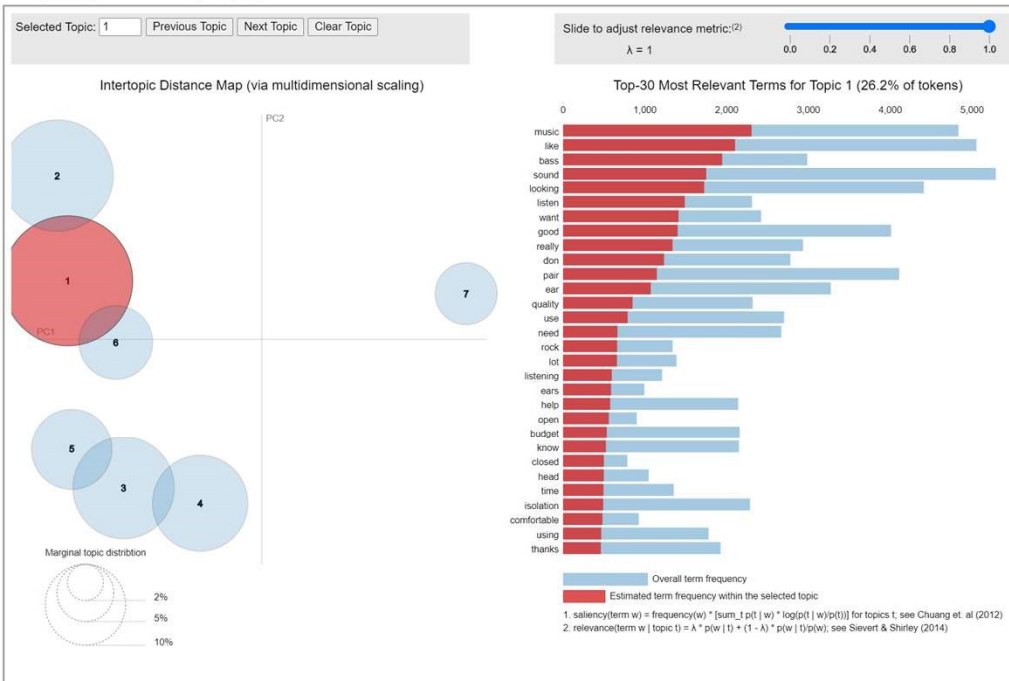 Selected Topic: 1 Previous Topic Next Topic Clear Topic
Slide to adjust relevance metric:(2)
λ = 1
0.0 0.2 0.4 0.6 0.8 1.0
Intertopic Distance Map (via multidimensional scaling)
PC2
PC1
2
1
6
7
5
3
4
Marginal topic distribtion
2%
5%
10%
Top-30 Most Relevant Terms for Topic 1 (26.2% of tokens)
0 1,000 2,000 3,000 4,000 5,000
music
like
bass
sound
looking
listen
want
good
really
don
pair
ear
quality
use
need
rock
lot
listening
ears
help
open
budget
know
closed
head
time
isolation
comfortable
using
thanks
Overall term frequency
Estimated term frequency within the selected topic
1. saliency(term w) = frequency(w) * [sum_t p(t | w) * log(p(t | w)/p(t))] for topics t; see Chuang et. al (2012)
2. relevance(term w | topic t) = λ * p(w | t) + (1 - λ) * p(w | t)/p(w); see Sievert & Shirley (2014)